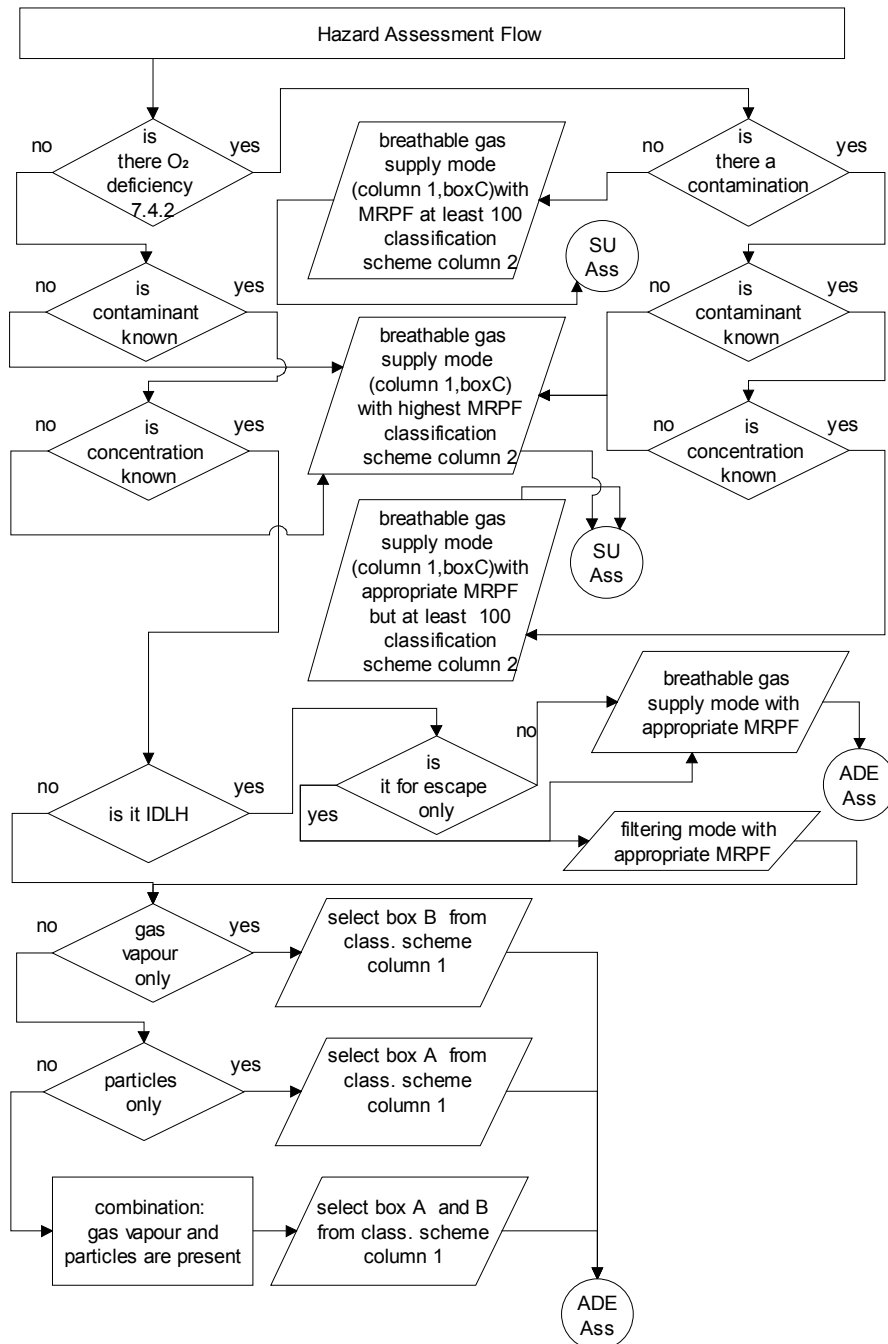 Hazard Assessment Flow
no
is
there O₂
deficiency
7.4.2
yes
breathable gas
supply mode
(column 1,boxC)with
MRPF at least 100
classification
scheme column 2
no
is
there a
contamination
yes
SU
Ass
no
is
contaminant
known
yes
breathable gas
supply mode
(column 1,boxC)
with highest MRPF
classification
scheme column 2
no
is
contaminant
known
yes
no
is
concentration
known
yes
no
is
concentration
known
yes
breathable gas
supply mode
(column 1,boxC)with
appropriate MRPF
but at least 100
classification
scheme column 2
SU
Ass
no
is it IDLH
yes
is
it for escape
only
no
yes
breathable gas
supply mode with
appropriate MRPF
ADE
Ass
filtering mode with
appropriate MRPF
no
gas
vapour
only
yes
select box B from
class. scheme
column 1
no
particles
only
yes
select box A from
class. scheme
column 1
combination:
gas vapour and
particles are present
select box A and B
from class. scheme
column 1
ADE
Ass